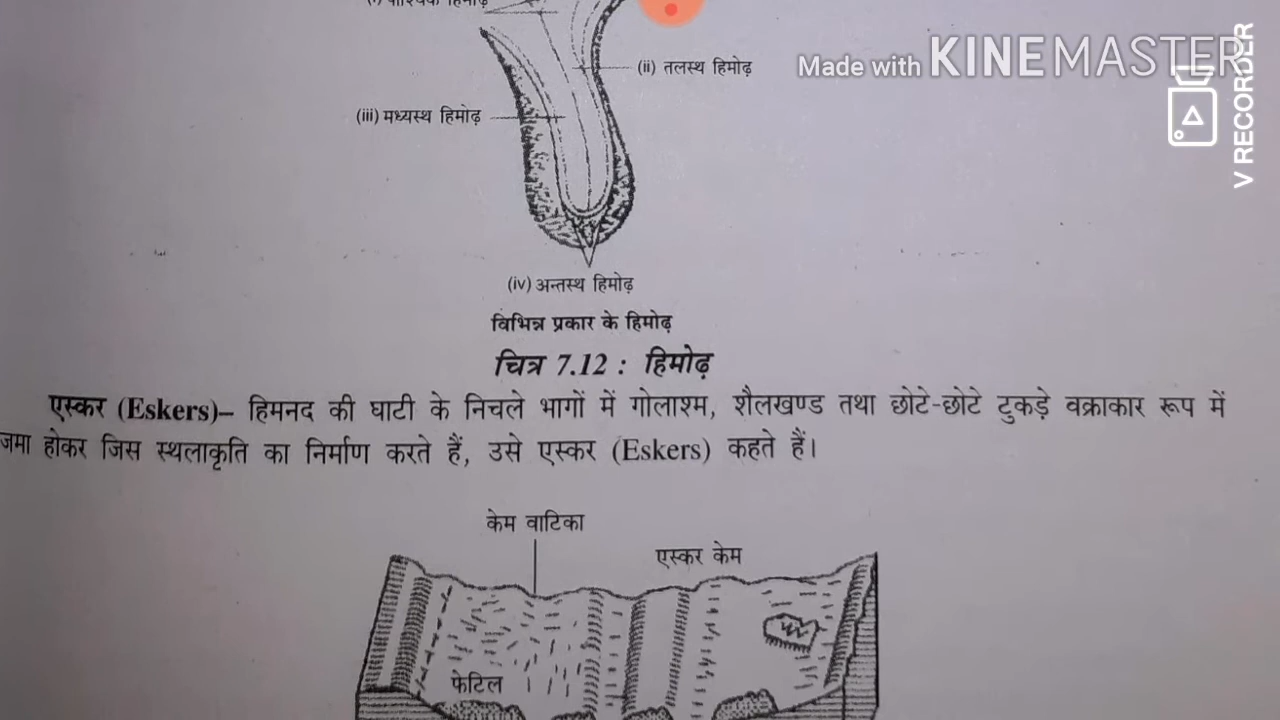 हिमोढ़
(ii) तलस्थ हिमोढ़
Made with KINEMASTER
V RECORDER
(iii) मध्यस्थ हिमोढ़
(iv) अन्तस्थ हिमोढ़
विभिन्न प्रकार के हिमोढ़
चित्र 7.12 : हिमोढ़
एस्कर (Eskers)– हिमनद की घाटी के निचले भागों में गोलाश्म, शैलखण्ड तथा छोटे-छोटे टुकड़े वक्राकार रूप में
जमा होकर जिस स्थलाकृति का निर्माण करते हैं, उसे एस्कर (Eskers) कहते हैं।
केम वाटिका
एस्कर केम
फेटिल